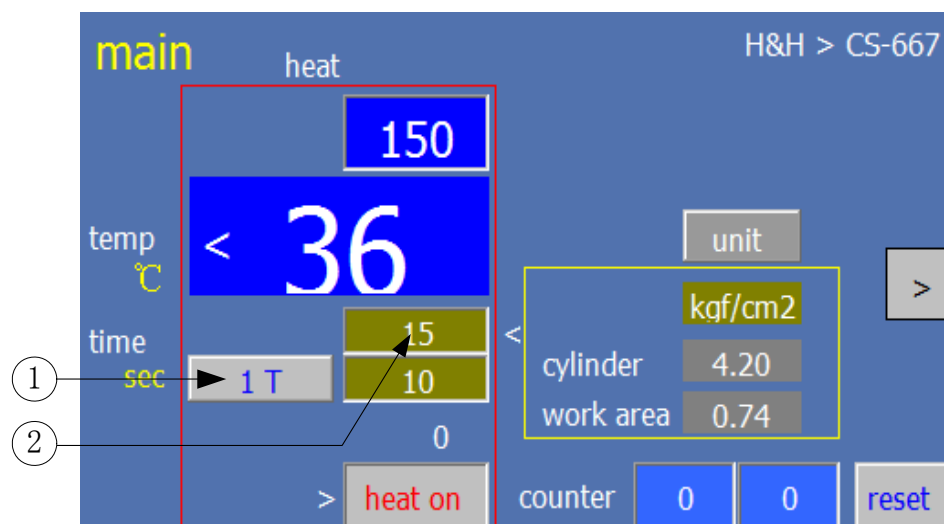 main
H&H > CS-667
heat
150
temp
℃
< 36
unit
kgf/cm2
>
time
sec
15
<
1 T
10
cylinder
4.20
work area
0.74
0
> heat on
counter
0
0
reset
1
2